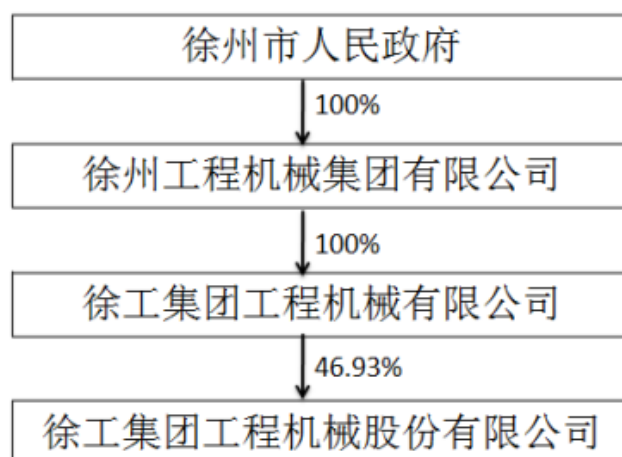 徐州市人民政府
100%
徐州工程机械集团有限公司
100%
徐工集团工程机械有限公司
46.93%
徐工集团工程机械股份有限公司